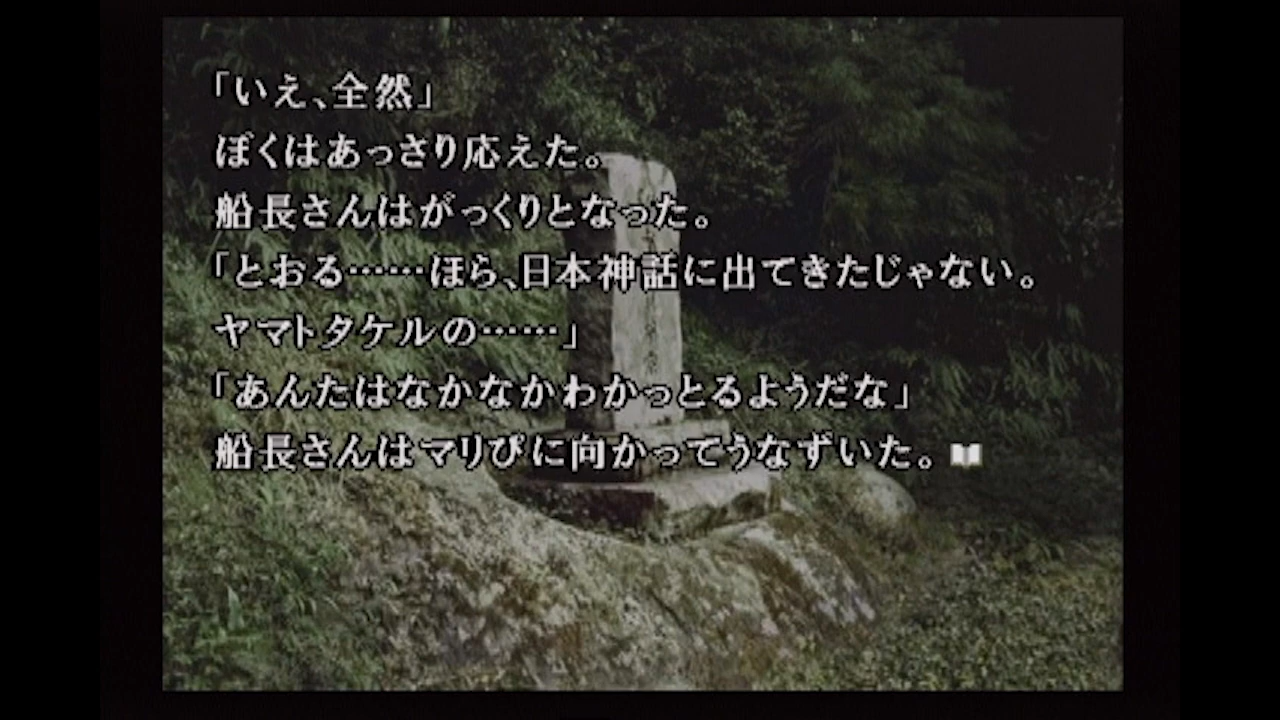 「いえ、全然」
ぼくはあっさり応えた。
船長さんはがっくりとなった。
「とおる……ほら、日本神話に出てきたじゃない。
ヤマトタケルの……」
「あんたはなかなかわかっとるようだな」
船長さんはマリぴに向かってうなずいた。